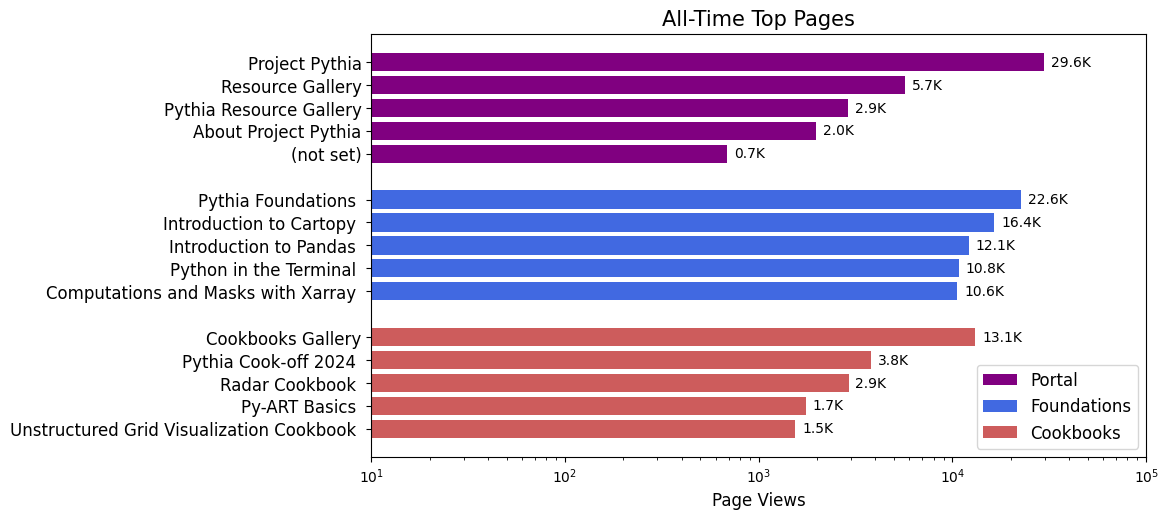 All-Time Top Pages
Project Pythia 29.6K
Resource Gallery 5.7K
Pythia Resource Gallery 2.9K
About Project Pythia 2.0K
(not set) 0.7K
Pythia Foundations 22.6K
Introduction to Cartopy 16.4K
Introduction to Pandas 12.1K
Python in the Terminal 10.8K
Computations and Masks with Xarray 10.6K
Cookbooks Gallery 13.1K
Pythia Cook-off 2024 3.8K
Radar Cookbook 2.9K
Py-ART Basics 1.7K
Unstructured Grid Visualization Cookbook 1.5K
Portal
Foundations
Cookbooks
10¹ 10² 10³ 10⁴ 10⁵
Page Views